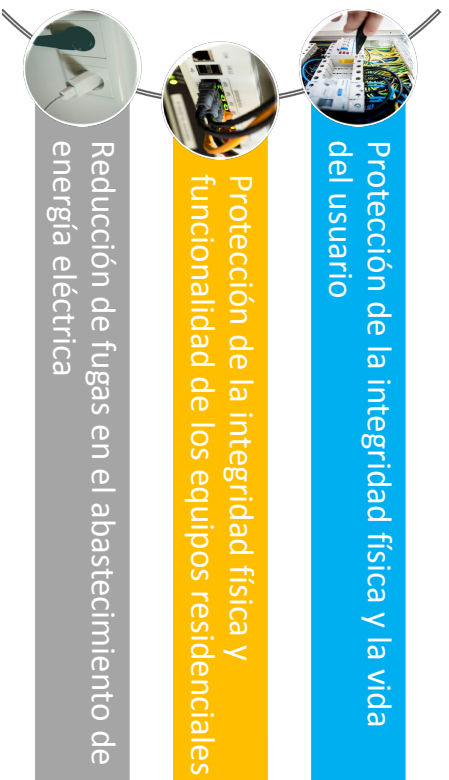 Protección de la integridad física y la vida
del usuario
Protección de la integridad física y
funcionalidad de los equipos residenciales
Reducción de fugas en el abastecimiento de
energía eléctrica